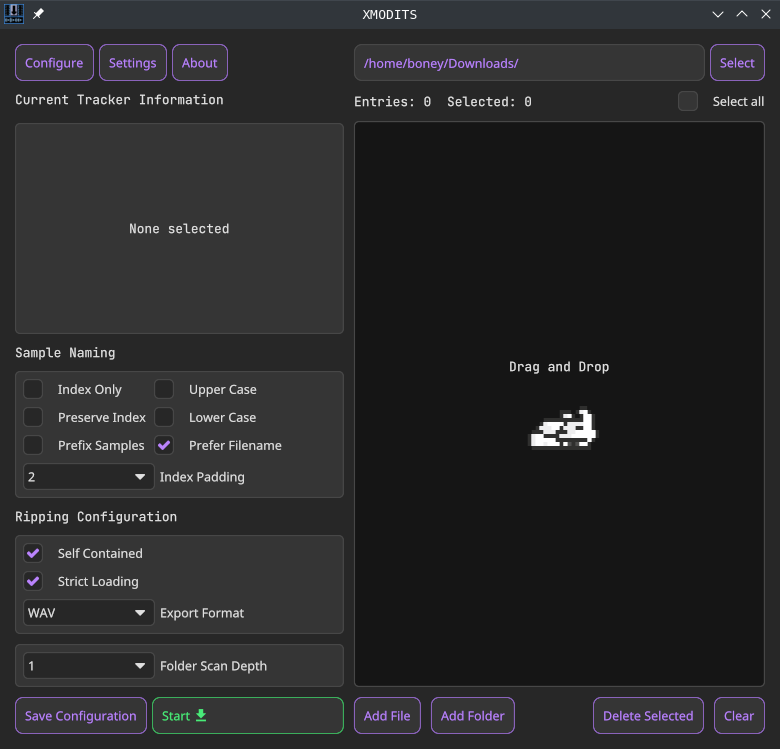 XMODITS
Configure Settings About
/home/boney/Downloads/ Select
Current Tracker Information
Entries: 0 Selected: 0 Select all
None selected
Sample Naming
Index Only Upper Case
Preserve Index Lower Case
Prefix Samples Prefer Filename
2 Index Padding
Ripping Configuration
Self Contained
Strict Loading
WAV Export Format
1 Folder Scan Depth
Save Configuration Start
Drag and Drop
Add File Add Folder Delete Selected Clear